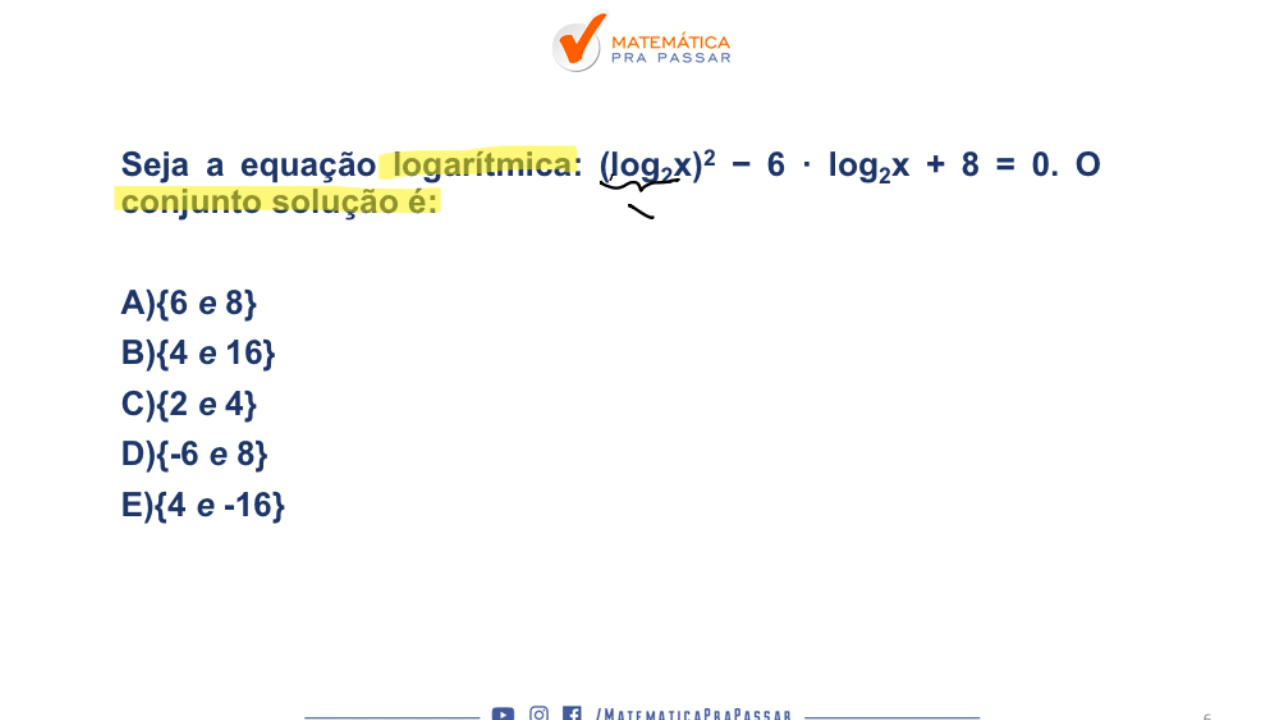 MATEMÁTICA
PRA PASSAR
Seja a equação logarítmica: (log₂x)² − 6 · log₂x + 8 = 0. O
conjunto solução é:
A){6 e 8}
B){4 e 16}
C){2 e 4}
D){-6 e 8}
E){4 e -16}
/MATEMATICAPRAPASSAR